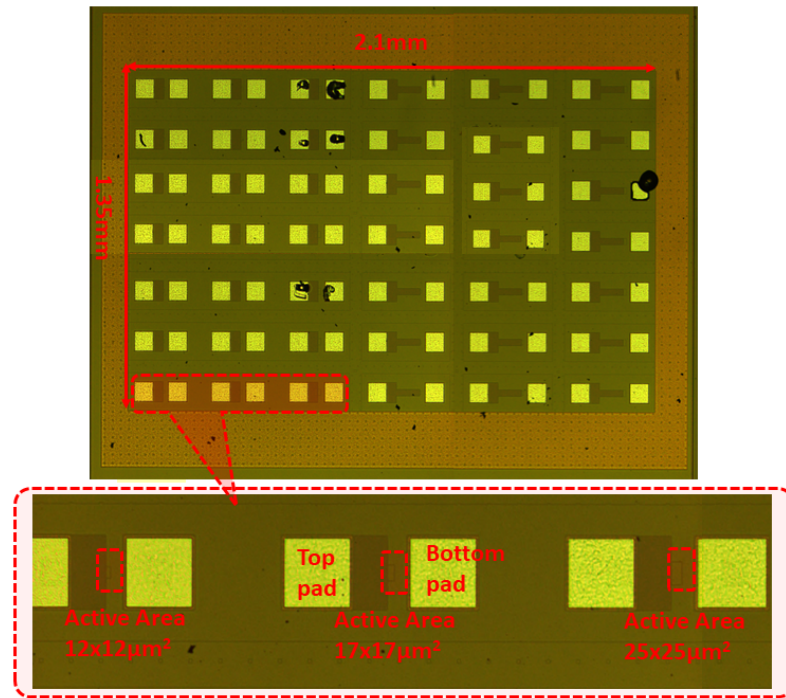 2.1mm
1.35mm
Top
pad
Bottom
pad
Active Area
12x12µm²
Active Area
17x17µm²
Active Area
25x25µm²